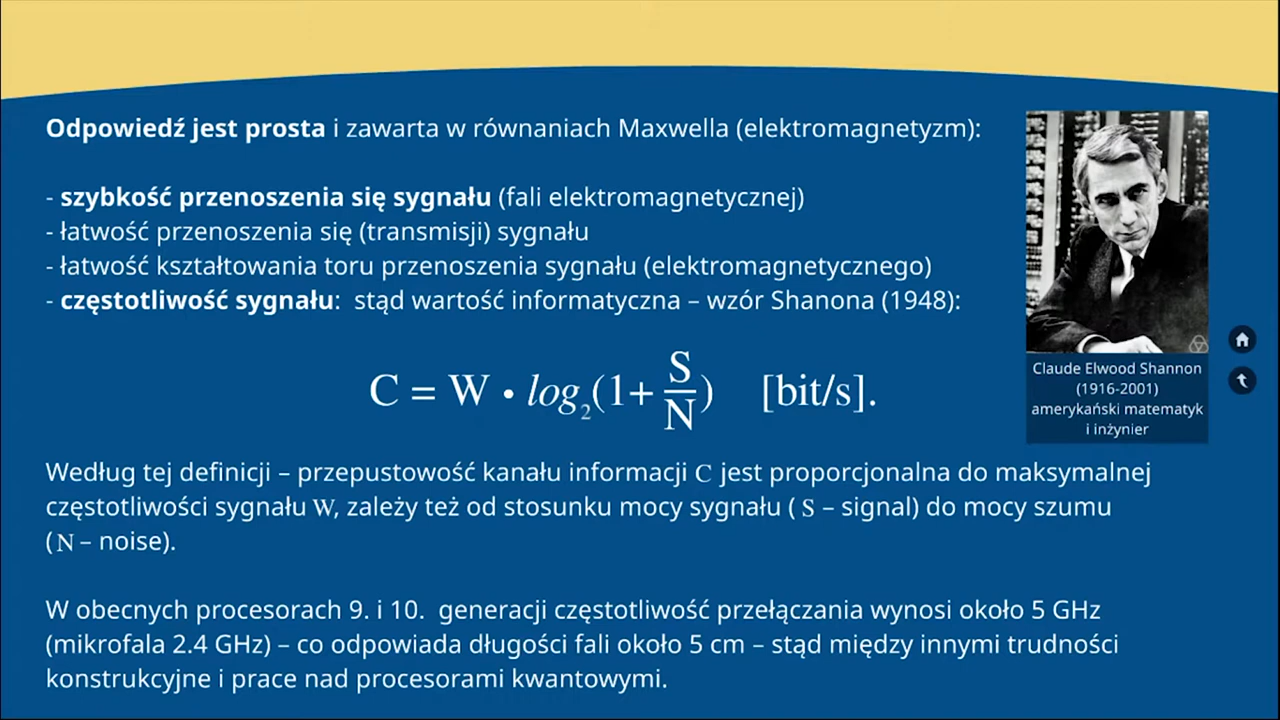 Odpowiedź jest prosta i zawarta w równaniach Maxwella (elektromagnetyzm):
- szybkość przenoszenia się sygnału (fali elektromagnetycznej)
- łatwość przenoszenia się (transmisji) sygnału
- łatwość kształtowania toru przenoszenia sygnału (elektromagnetycznego)
- częstotliwość sygnału:  stąd wartość informatyczna – wzór Shanona (1948):
C = W • log₂(1+ S/N) [bit/s].
Claude Elwood Shannon
(1916-2001)
amerykański matematyk
i inżynier
Według tej definicji – przepustowość kanału informacji C jest proporcjonalna do maksymalnej
częstotliwości sygnału W, zależy też od stosunku mocy sygnału ( S – signal) do mocy szumu
( N – noise).
W obecnych procesorach 9. i 10.  generacji częstotliwość przełączania wynosi około 5 GHz
(mikrofala 2.4 GHz) – co odpowiada długości fali około 5 cm – stąd między innymi trudności
konstrukcyjne i prace nad procesorami kwantowymi.